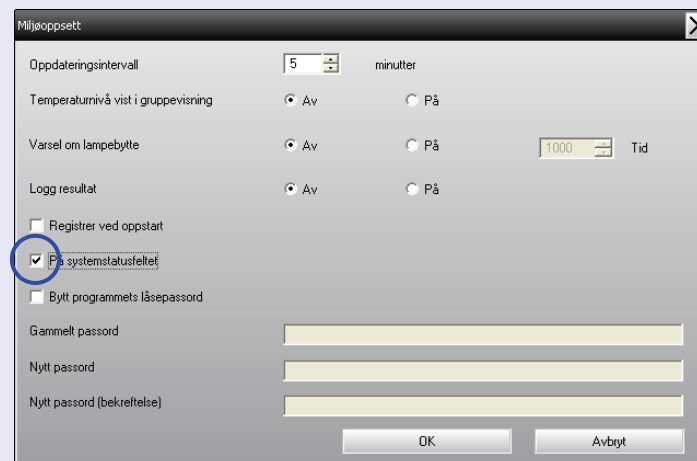 Miljøoppsett
Oppdateringsintervall 5 minutter
Temperaturnivå vist i gruppevisning Av På
Varsel om lampebytte Av På 1000 Tid
Logg resultat Av På
Registrer ved oppstart
På systemstatusfeltet
Bytt programmets låsepassord
Gammelt passord
Nytt passord
Nytt passord (bekreftelse)
OK Avbryt